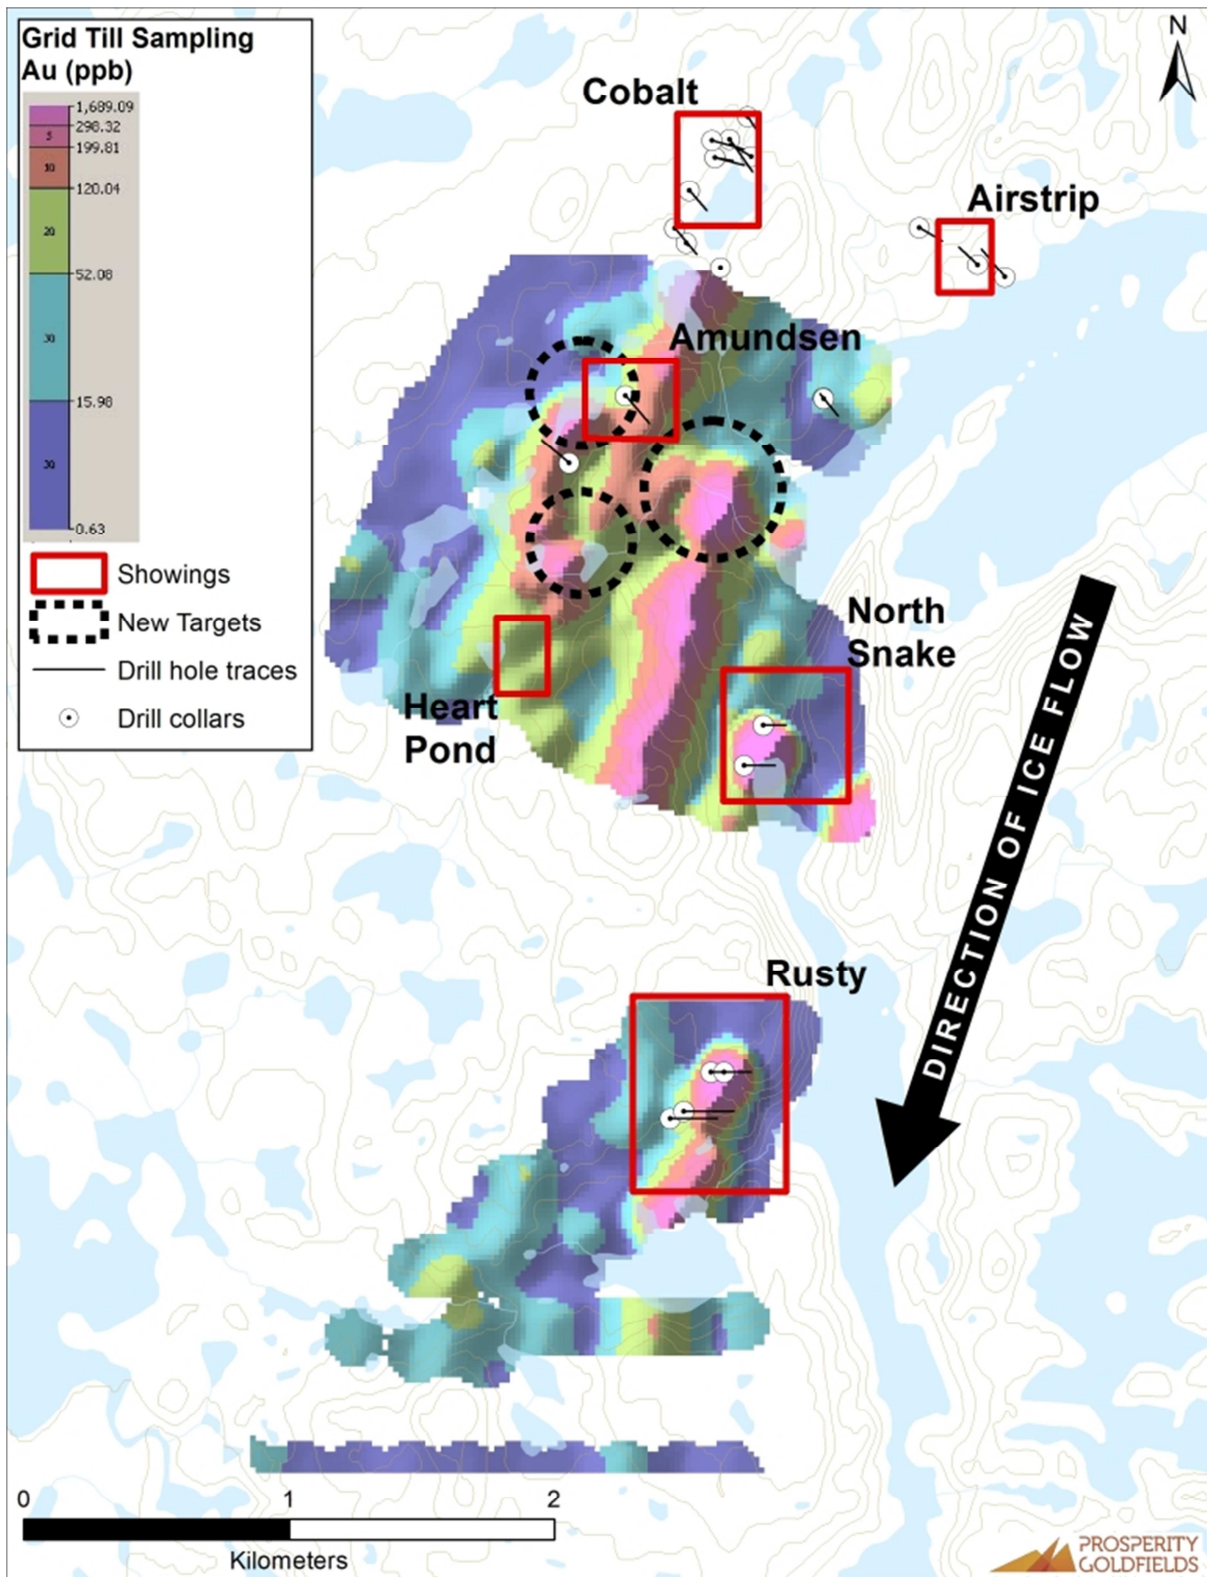 Grid Till Sampling
Au (ppb)
1,689.09
298.32
5
199.81
10
120.04
20
52.08
30
15.98
30
0.63
Showings
New Targets
Drill hole traces
Drill collars
N
Cobalt
Airstrip
Amundsen
North
Snake
Heart
Pond
DIRECTION OF ICE FLOW
Rusty
0 1 2
Kilometers
PROSPERITY
GOLDFIELDS